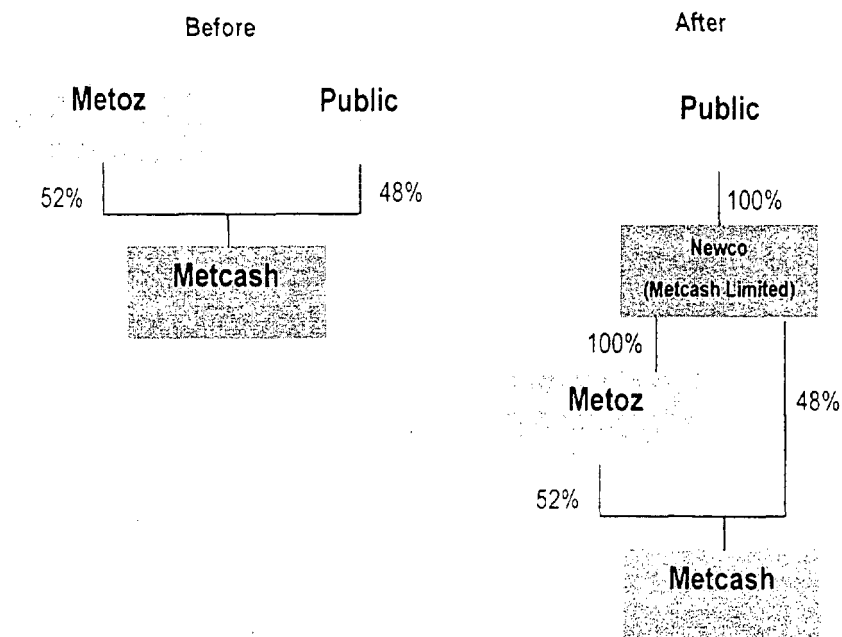 Before
Metoz
Public
52%
48%
Metcash
After
Public
100%
Newco
(Metcash Limited)
100%
Metoz
48%
52%
Metcash